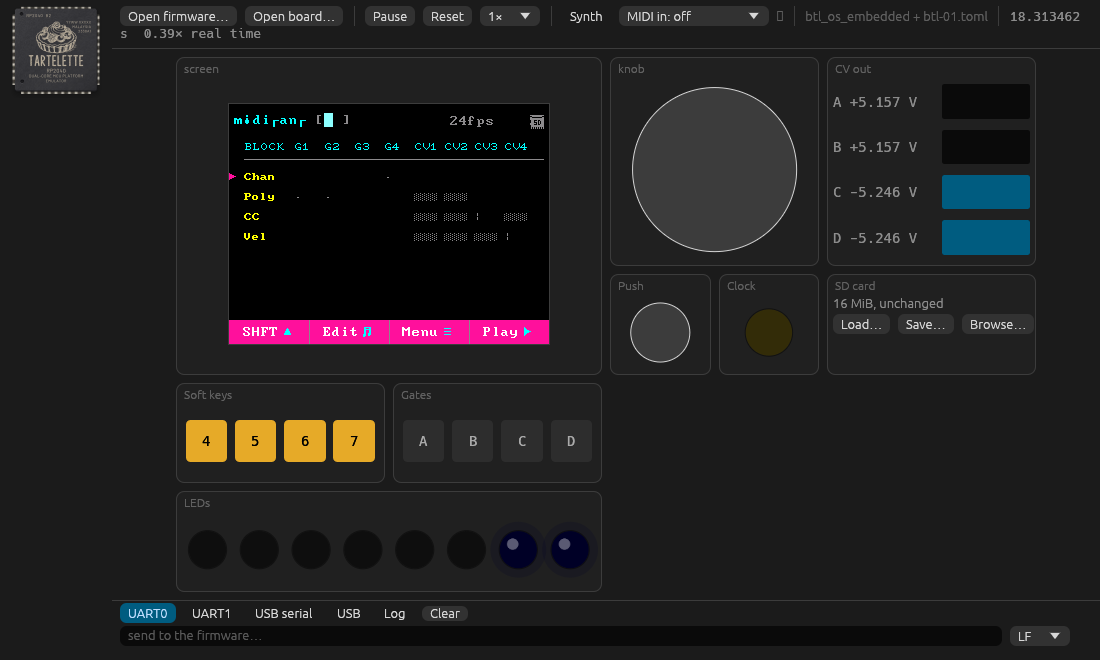 Open firmware…
Open board…
Pause
Reset
1×
Synth
MIDI in: off
btl_os_embedded + btl-01.toml
18.313462
s 0.39× real time
TARTELETTE
RP2040
screen
24fps
SD
BLOCK G1 G2 G3 G4 CV1 CV2 CV3 CV4
Chan -
Poly - -
CC
Vel
SHFT
Edit
Menu
Play
knob
CV out
A +5.157 V
B +5.157 V
C -5.246 V
D -5.246 V
Push
Clock
SD card
16 MiB, unchanged
Load…
Save…
Browse…
Soft keys
4 5 6 7
Gates
A B C D
LEDs
UART0
UART1
USB serial
USB
Log
Clear
send to the firmware…
LF